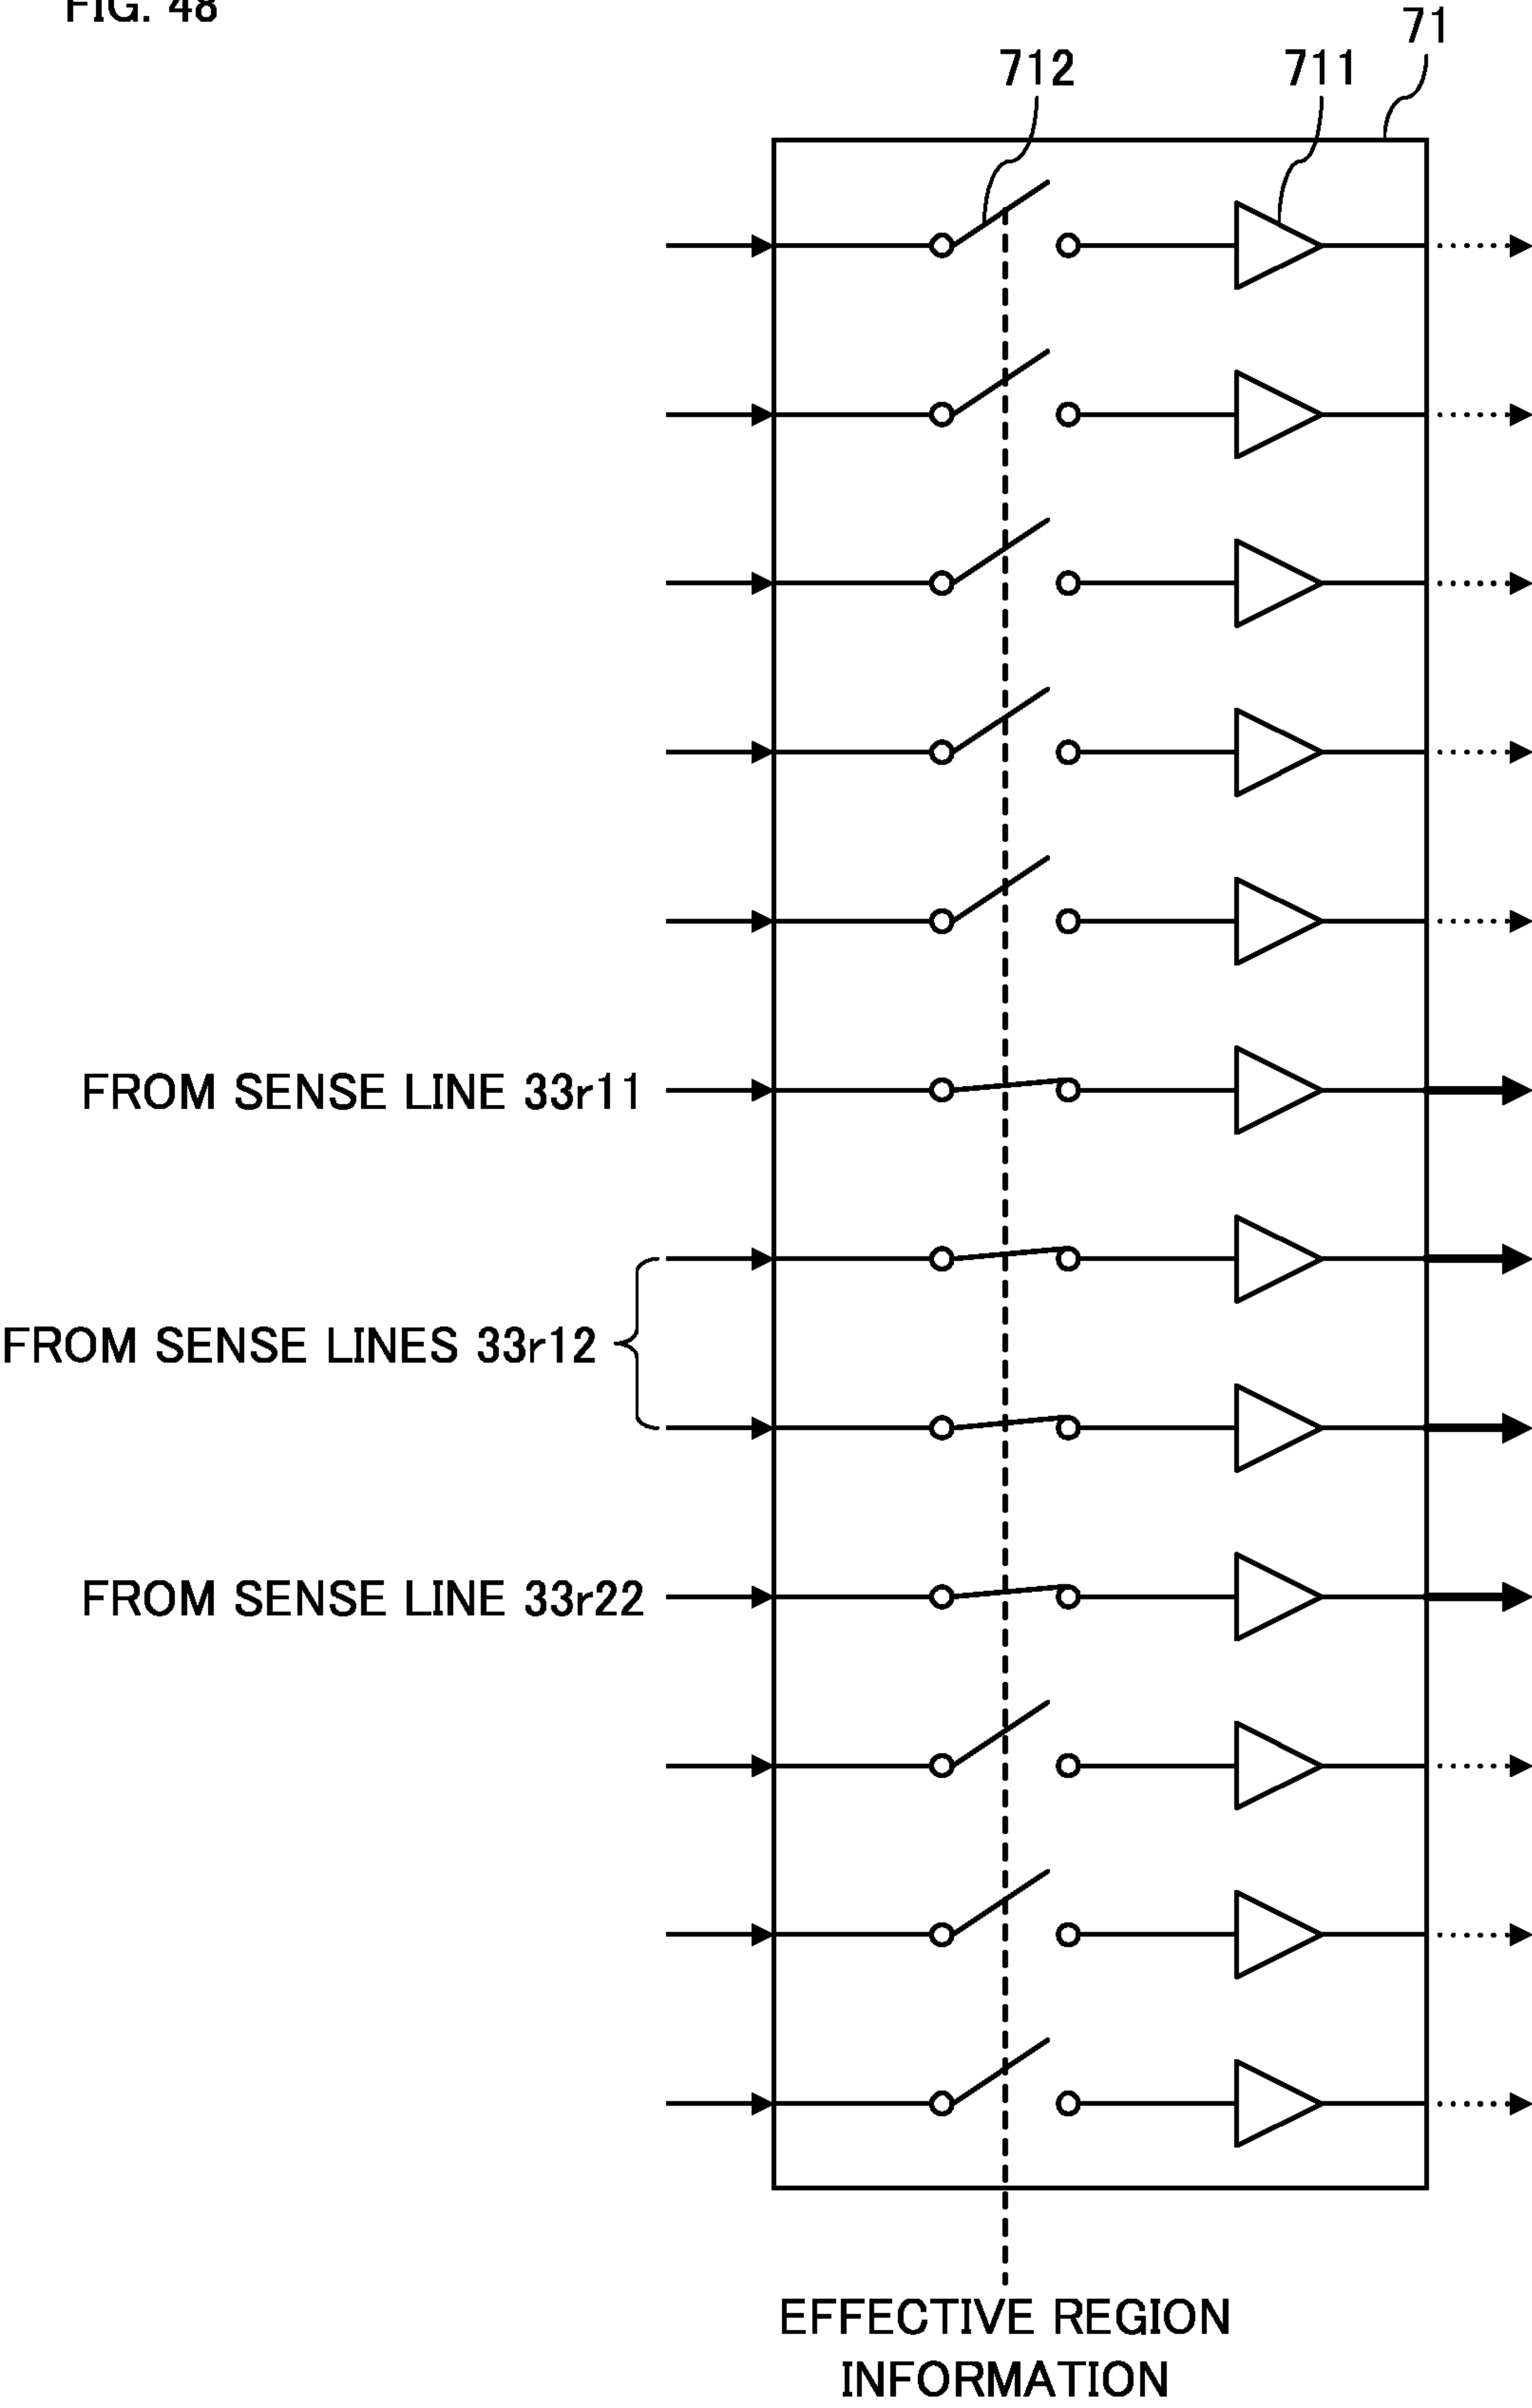 FIG. 48
71
712
711
FROM SENSE LINE 33r11
FROM SENSE LINES 33r12
FROM SENSE LINE 33r22
EFFECTIVE REGION
INFORMATION